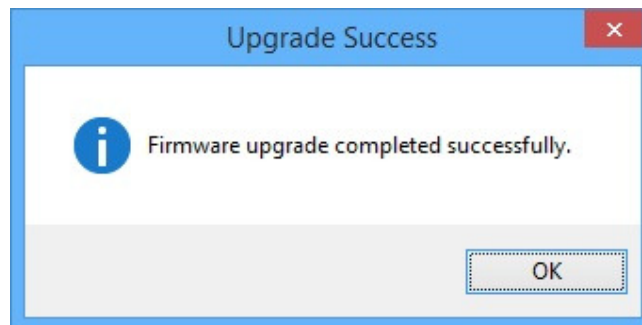 Upgrade Success
Firmware upgrade completed successfully.
OK